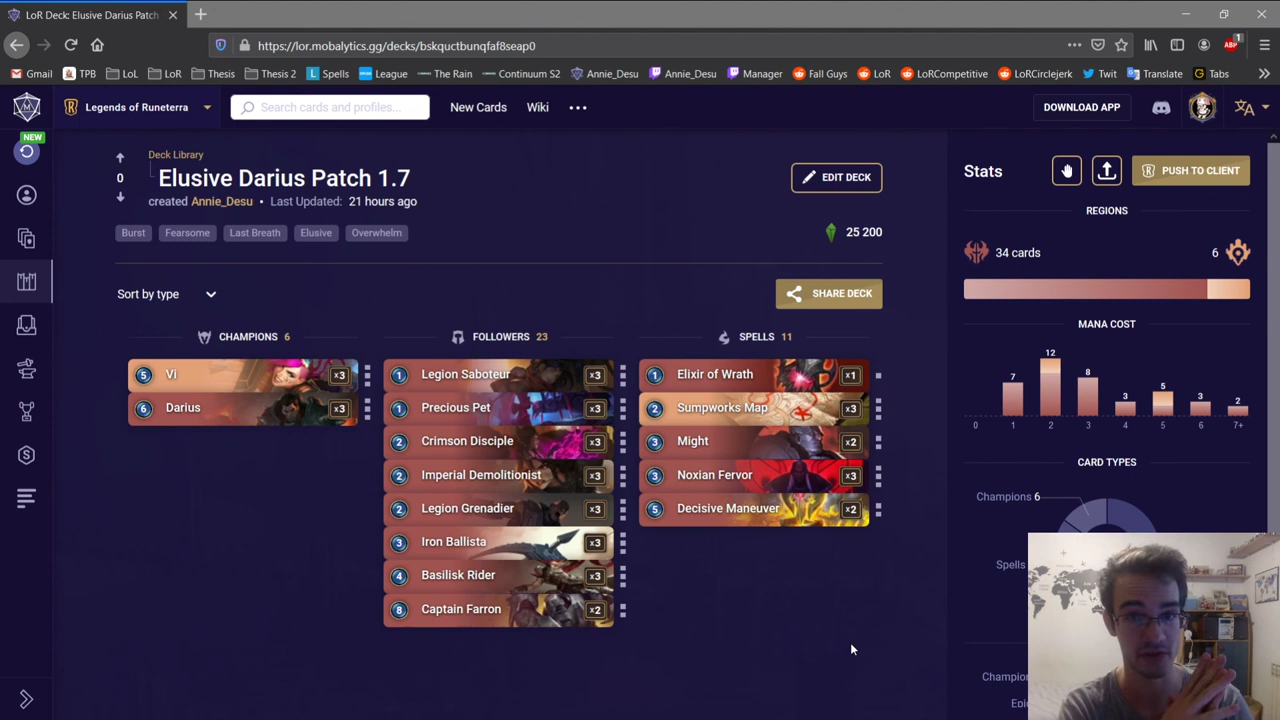 LoR Deck: Elusive Darius Patch
https://lor.mobalytics.gg/decks/bskquctbunqfaf8seap0
Gmail TPB LoL LoR Thesis Thesis 2 Spells League The Rain Continuum S2 Annie_Desu Annie_Desu Manager Fall Guys LoR LoRCompetitive LoRCirclejerk Twit Translate Tabs
Legends of Runeterra Search cards and profiles... New Cards Wiki DOWNLOAD APP
NEW
Deck Library
0 Elusive Darius Patch 1.7 EDIT DECK
created Annie_Desu • Last Updated: 21 hours ago
Burst Fearsome Last Breath Elusive Overwhelm 25 200
Sort by type SHARE DECK
CHAMPIONS 6
5 Vi x3
6 Darius x3
FOLLOWERS 23
1 Legion Saboteur x3
1 Precious Pet x3
2 Crimson Disciple x3
2 Imperial Demolitionist x3
2 Legion Grenadier x3
3 Iron Ballista x3
4 Basilisk Rider x3
8 Captain Farron x2
SPELLS 11
1 Elixir of Wrath x1
2 Sumpworks Map x3
3 Might x2
3 Noxian Fervor x3
5 Decisive Maneuver x2
Stats PUSH TO CLIENT
REGIONS
34 cards 6
MANA COST
7 12 8 3 5 3 2
0 1 2 3 4 5 6 7+
CARD TYPES
Champions 6
Spells
Champion
Epic